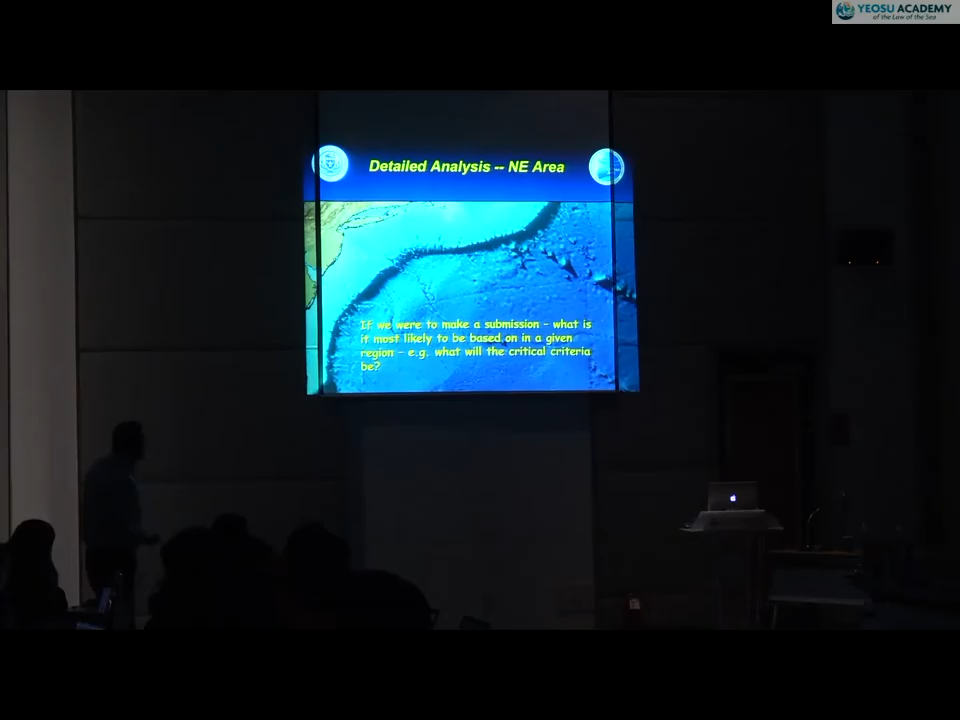 YEOSU ACADEMY
of the Law of the Sea
Detailed Analysis -- NE Area
If we were to make a submission – what is
it most likely to be based on in a given
region – e.g. what will the critical criteria
be?